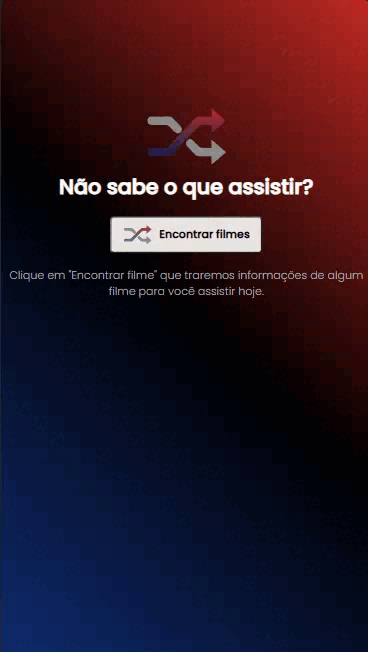 Não sabe o que assistir?
Encontrar filmes
Clique em "Encontrar filme" que traremos informações de algum
filme para você assistir hoje.